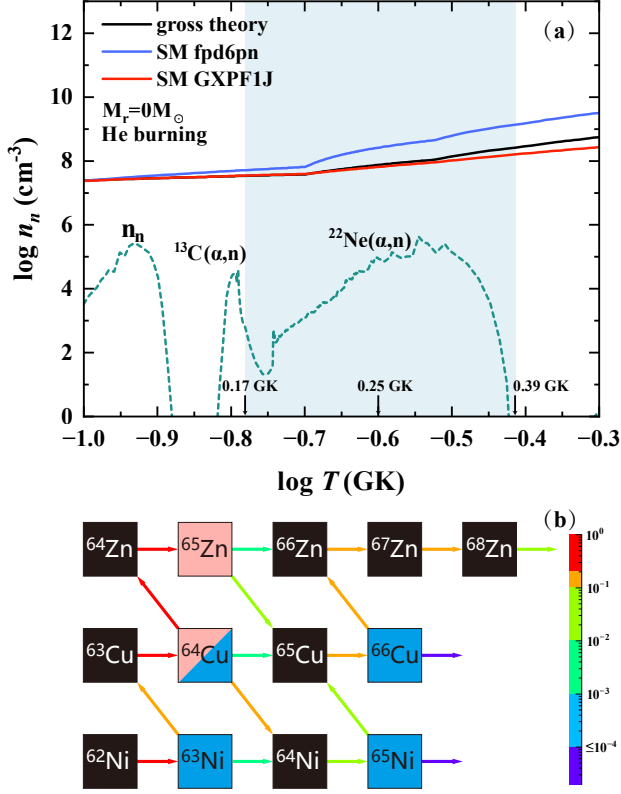 (a)
gross theory
SM fpd6pn
SM GXPF1J
M_r=0M_☉
He burning
12
10
8
6
4
2
0
log n_n (cm⁻³)
n_n
¹³C(α,n)
²²Ne(α,n)
0.17 GK
0.25 GK
0.39 GK
−1.0 −0.9 −0.8 −0.7 −0.6 −0.5 −0.4 −0.3
log T (GK)
(b)
⁶⁴Zn ⁶⁵Zn ⁶⁶Zn ⁶⁷Zn ⁶⁸Zn
⁶³Cu ⁶⁴Cu ⁶⁵Cu ⁶⁶Cu
⁶²Ni ⁶³Ni ⁶⁴Ni ⁶⁵Ni
10⁰
10⁻¹
10⁻²
10⁻³
≤10⁻⁴